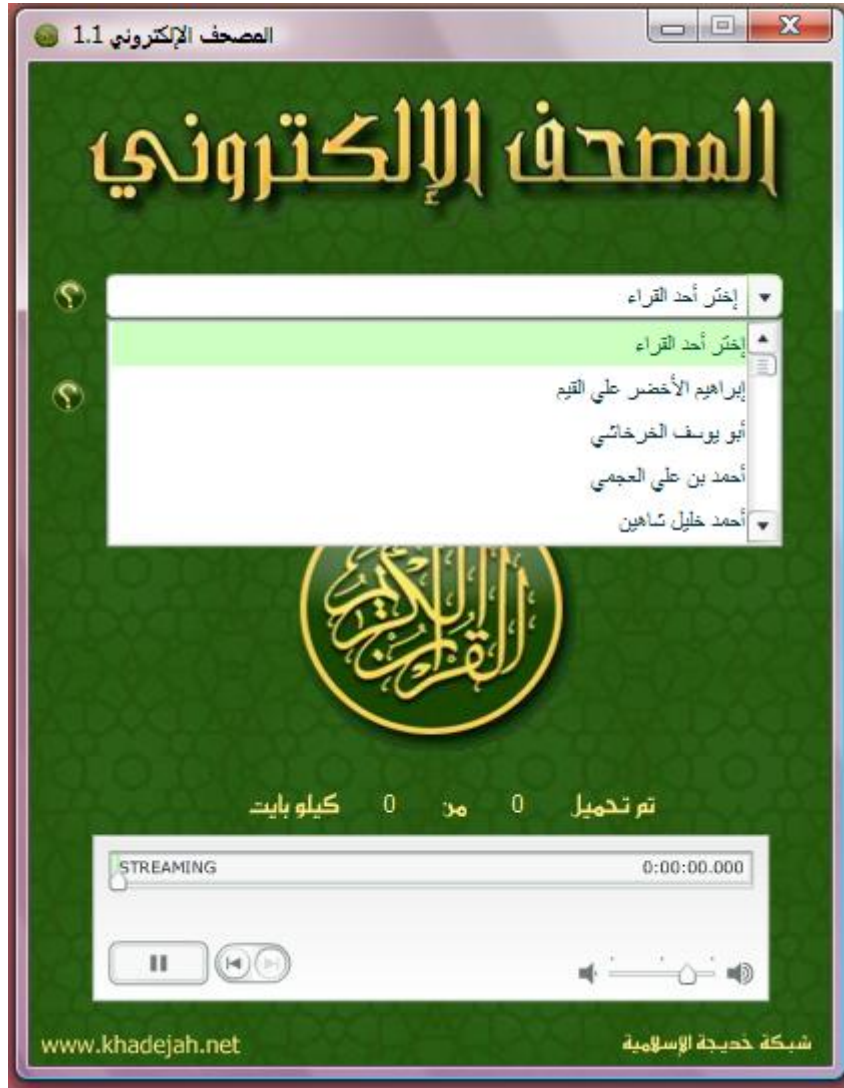 المصحف الإلكتروني 1.1
المصحف الإلكتروني
إختر أحد القراء
إختر أحد القراء
إبراهيم الأخضر علي القيم
أبو يوسف الخرخاشي
أحمد بن علي العجمي
أحمد خليل شاهين
القرآن الكريم
تم تحميل 0 من 0 كيلو بايت
STREAMING 0:00:00.000
شبكة خديجة الإسلامية
www.khadejah.net